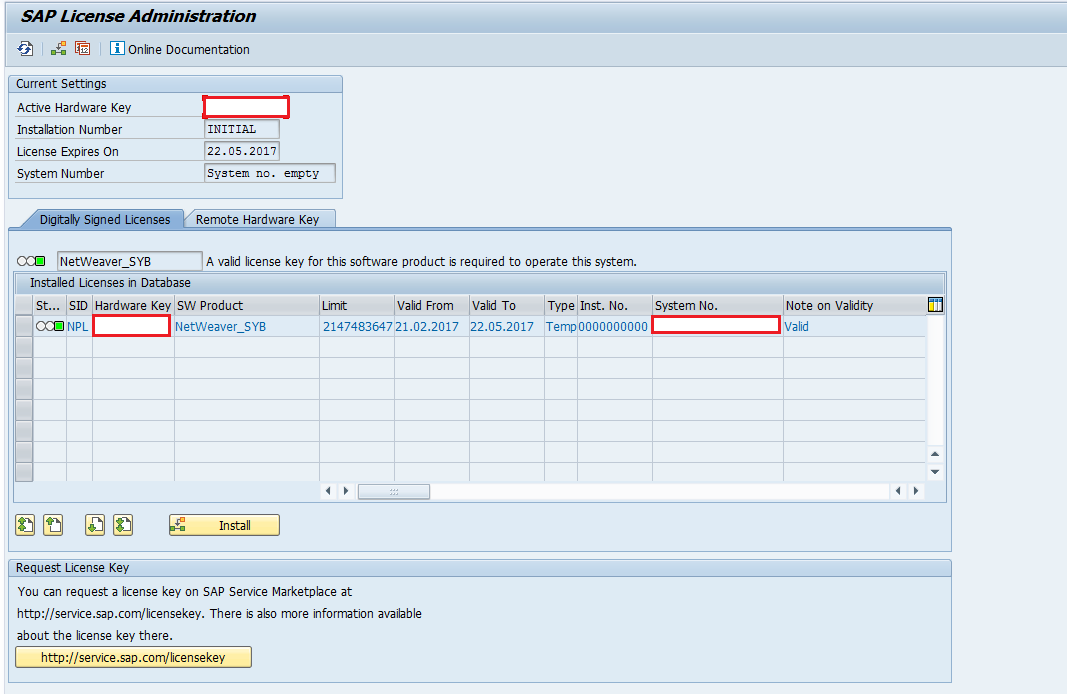 SAP License Administration
Online Documentation
Current Settings
Active Hardware Key
Installation Number INITIAL
License Expires On 22.05.2017
System Number System no. empty
Digitally Signed Licenses Remote Hardware Key
NetWeaver_SYB A valid license key for this software product is required to operate this system.
Installed Licenses in Database
St... SID Hardware Key SW Product Limit Valid From Valid To Type Inst. No. System No. Note on Validity
NPL NetWeaver_SYB 2147483647 21.02.2017 22.05.2017 Temp 0000000000 Valid
Install
Request License Key
You can request a license key on SAP Service Marketplace at
http://service.sap.com/licensekey. There is also more information available
about the license key there.
http://service.sap.com/licensekey